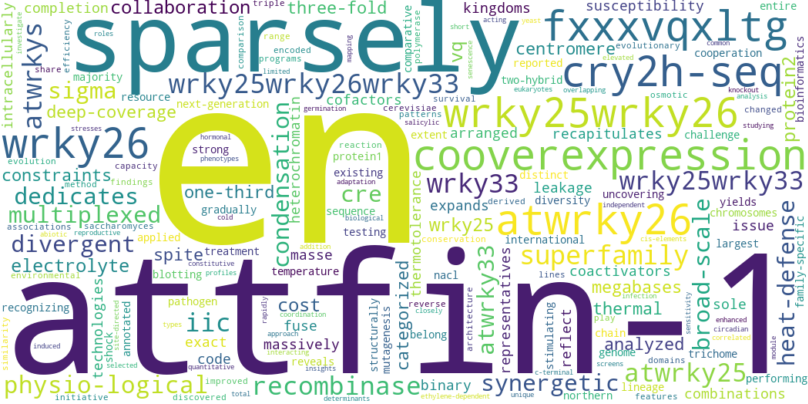 completion collaboration three-fold kingdoms susceptibility entire
triple
intracellularly atwrkys sparsely fxxxvqxltg
efficiency comparison comparative polymerase short range acting yeast evolutionary common
roles encoded programs limited mapping senescence eukaryotes overlapping
vq centromere cooperation bioinformatics
reported elevated knockout analysis
sigma wrky25wrky26wrky33 cry2h-seq protein2
majority resource next-generation cofactors two-hybrid osmotic
share deep-coverage cerevisiae survival changed studying
stresses patterns
wrky26 en condensation heterochromatin wrky25wrky26
hormonal germination salicylic extent arranged recapitulates challenge
strong phenotypes reaction protein1
evolution capacity cooverexpression
constraints method findings existing adaptation
dedicates one-third cre wrky33 distinct leakage wrky25wrky33
gradually cold sequence biological expands derived diversity uncovering
multiplexed testing thermotolerance wrky25 yields chromosomes
associations saccharomyces conservation independent cis-elements
abiotic reproductive applied atwrky26 international issue largest family-specific
divergent spite treatment masse addition
constitutive profiles temperature coactivators broad-scale heat-defense
electrolyte blotting atwrky33 superfamily
environmental nacl megabases
recognizing attfin-1
technologies shock pathogen rapidly cost coordination structurally mutagenesis categorized
similarity annotated site-directed types iic massively fuse reverse closely architecture representatives stimulating lines reflect thermal sole
exact approach belong infection play analyzed sensitivity enhanced circadian
induced code reveals interacting chain genome correlated trichome module
selected quantitative insights screens domains atwrky25 performing
physio-logical improved recombinase binary c-terminal synergetic lineage
initiative discovered total determinants ethylene-dependent unique northern features combinations
investigate